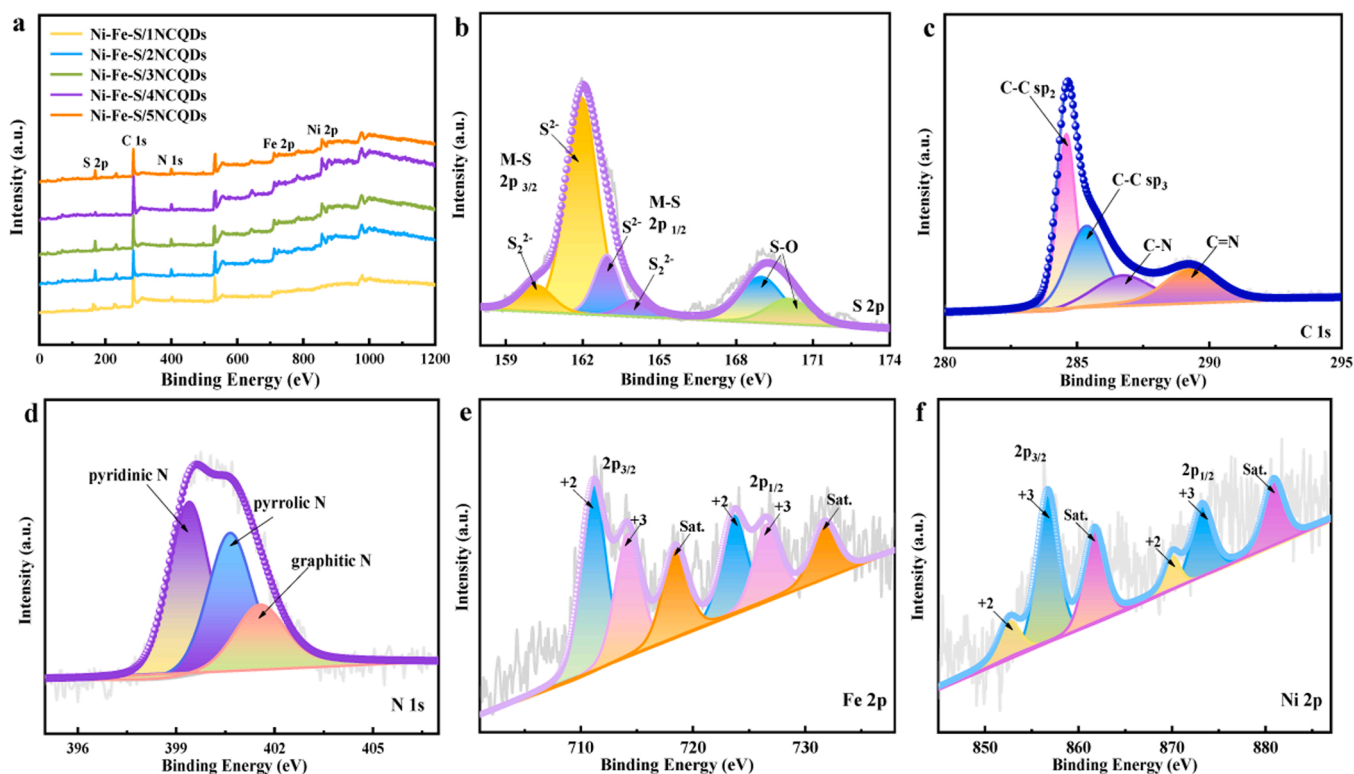 a
Ni-Fe-S/1NCQDs
Ni-Fe-S/2NCQDs
Ni-Fe-S/3NCQDs
Ni-Fe-S/4NCQDs
Ni-Fe-S/5NCQDs
S 2p
C 1s
N 1s
Fe 2p
Ni 2p
Intensity (a.u.)
0 200 400 600 800 1000 1200
Binding Energy (eV)
b
S²⁻
M-S
2p 3/2
M-S
2p 1/2
S₂²⁻
S²⁻
S₂²⁻
S-O
S 2p
Intensity (a.u.)
159 162 165 168 171 174
Binding Energy (eV)
c
C-C sp₂
C-C sp₃
C-N
C=N
C 1s
Intensity (a.u.)
280 285 290 295
Binding Energy (eV)
d
pyridinic N
pyrrolic N
graphitic N
N 1s
Intensity (a.u.)
396 399 402 405
Binding Energy (eV)
e
2p3/2
+2
+3
Sat.
2p1/2
+2
+3
Sat.
Fe 2p
Intensity (a.u.)
710 720 730
Binding Energy (eV)
f
2p3/2
+3
+2
Sat.
2p1/2
+3
+2
Sat.
Ni 2p
Intensity (a.u.)
850 860 870 880
Binding Energy (eV)